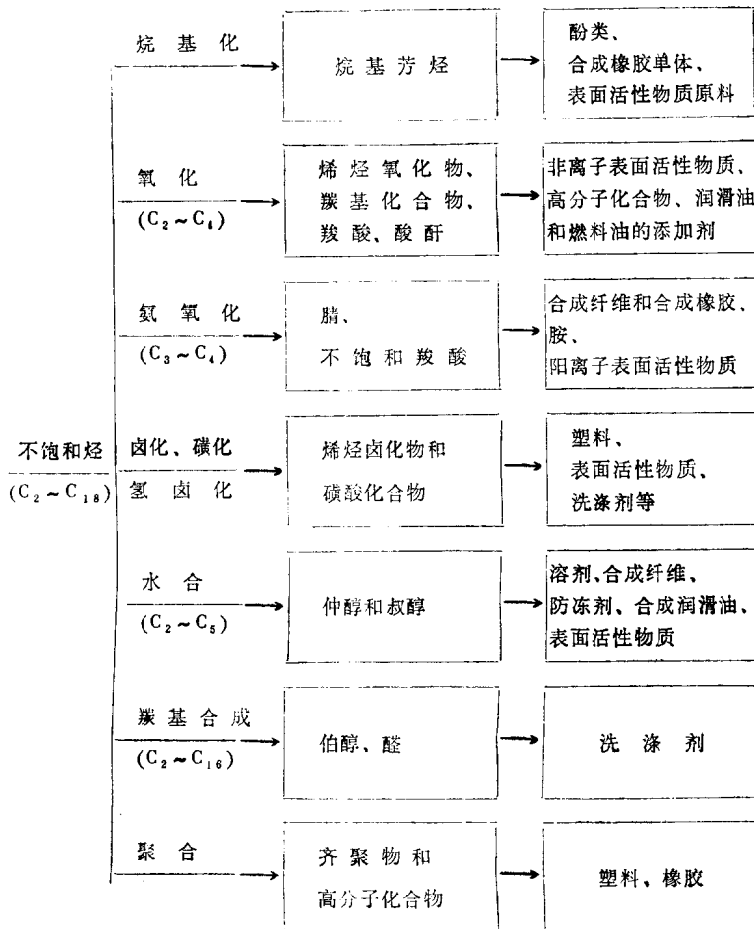 烷基化
烷基芳烃
酚类、
合成橡胶单体、
表面活性物质原料
氧化
(C₂~C₄)
烯烃氧化物、
羰基化合物、
羧酸、酸酐
非离子表面活性物质、
高分子化合物、润滑油
和燃料油的添加剂
氨氧化
(C₃~C₄)
腈、
不饱和羧酸
合成纤维和合成橡胶、
胺、
阳离子表面活性物质
不饱和烃
(C₂~C₁₈)
卤化、磺化
氢卤化
烯烃卤化物和
磺酸化合物
塑料、
表面活性物质、
洗涤剂等
水合
(C₂~C₅)
仲醇和叔醇
溶剂、合成纤维、
防冻剂、合成润滑油、
表面活性物质
羰基合成
(C₂~C₁₆)
伯醇、醛
洗涤剂
聚合
齐聚物和
高分子化合物
塑料、橡胶